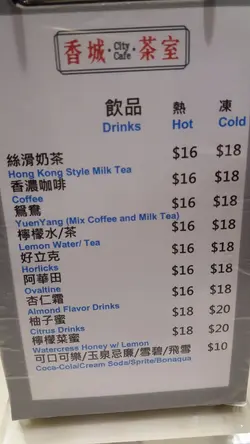 香城·City Cafe·茶室
飲品 熱 凍
Drinks Hot Cold
絲滑奶茶 $16 $18
Hong Kong Style Milk Tea
香濃咖啡 $16 $18
Coffee
鴛鴦 $16 $18
YuenYang (Mix Coffee and Milk Tea)
檸檬水/茶 $16 $18
Lemon Water/ Tea
好立克 $16 $18
Horlicks
阿華田 $16 $18
Ovaltine
杏仁霜 $16 $18
Almond Flavor Drinks
柚子蜜 $18 $20
Citrus Drinks
檸檬菜蜜 $18 $20
Watercress Honey w/ Lemon
可口可樂/玉泉忌廉/雪碧/飛雪 $10
Coca-Cola/Cream Soda/Sprite/Bonaqua